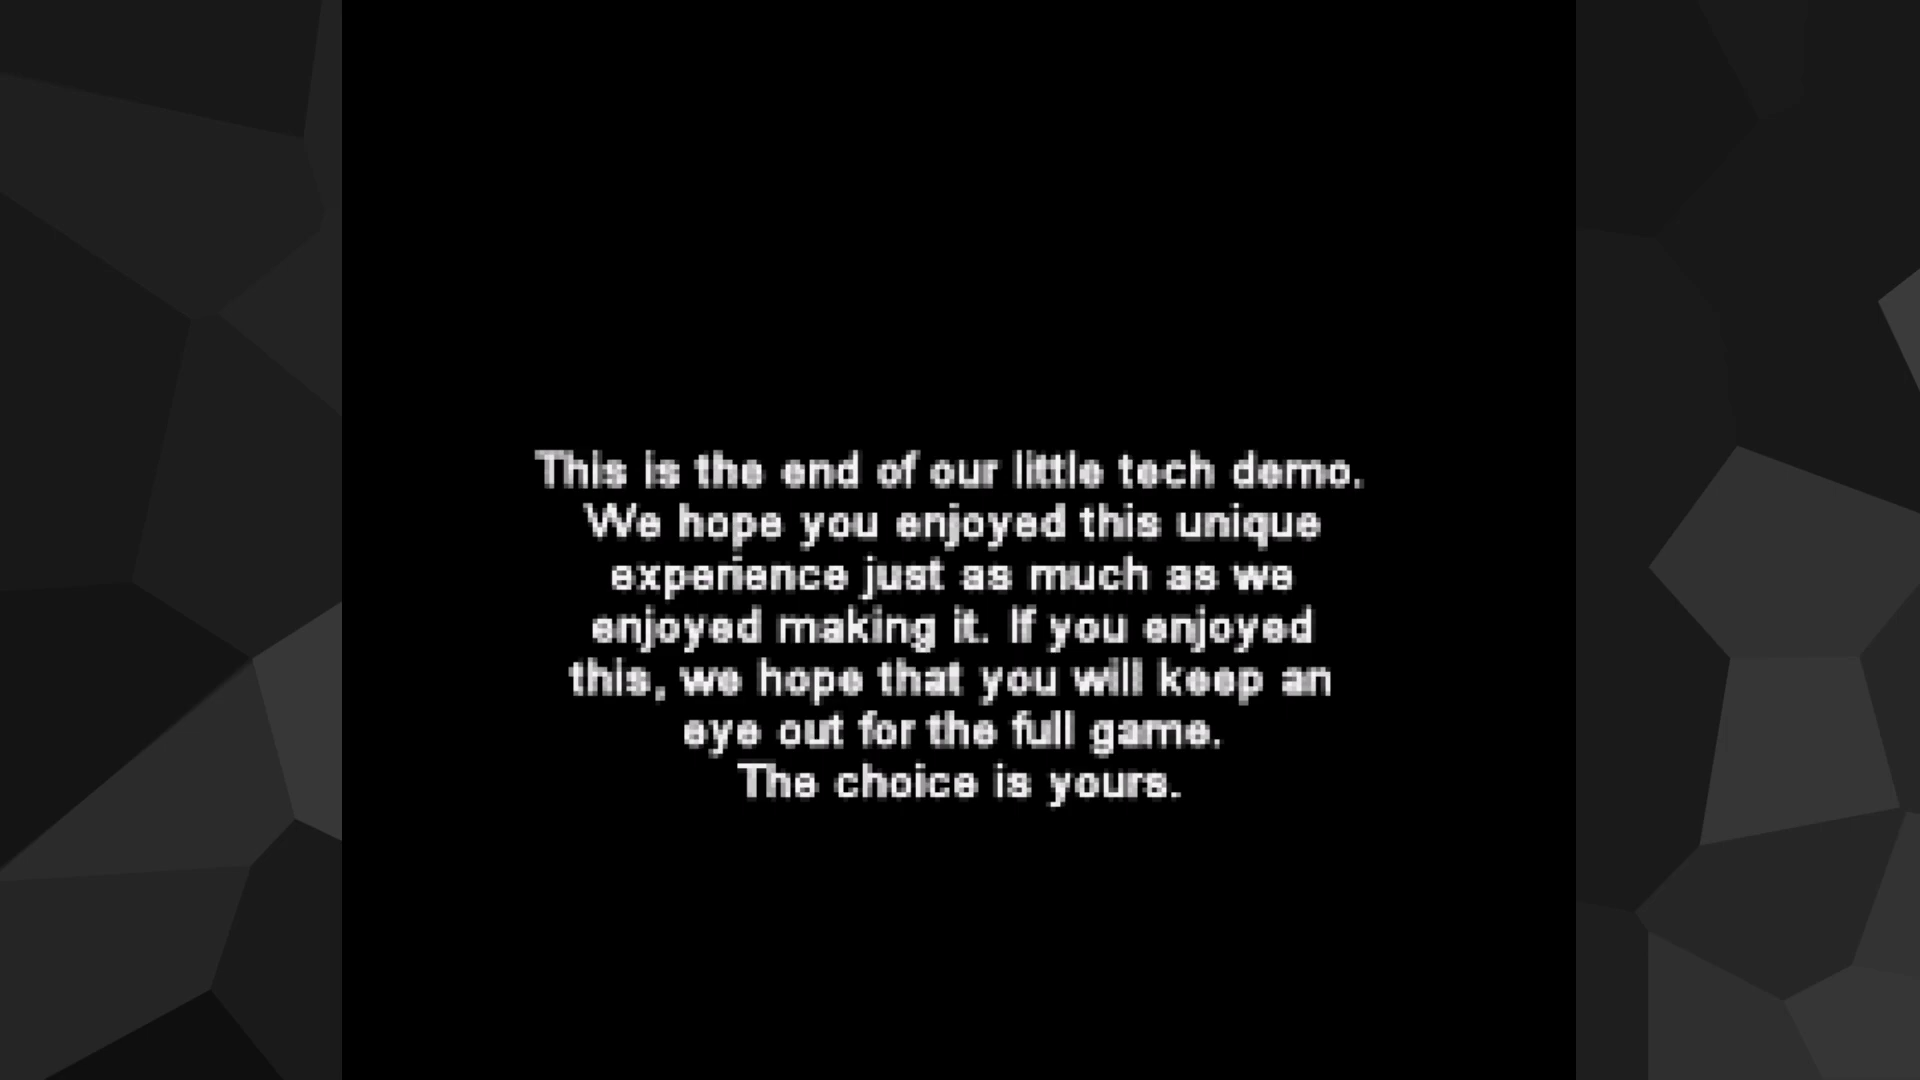 This is the end of our little tech demo.
We hope you enjoyed this unique
experience just as much as we
enjoyed making it. If you enjoyed
this, we hope that you will keep an
eye out for the full game.
The choice is yours.